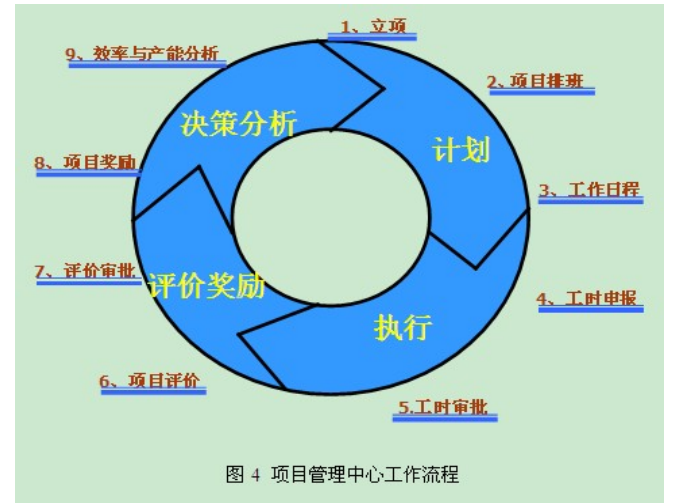 1、立项
9、效率与产能分析
2、项目排班
决策分析
计划
8、项目奖励
3、工作日程
7、评价审批
评价奖励
4、工时申报
执行
6、项目评价
5.工时审批
图 4 项目管理中心工作流程